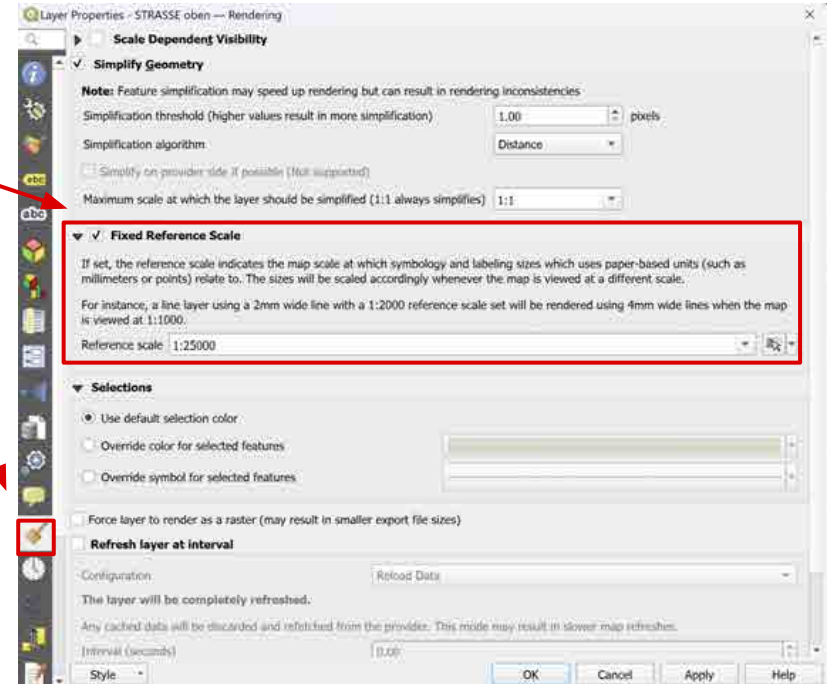 Layer Properties - STRASSE oben — Rendering
Scale Dependent Visibility
Simplify Geometry
Note: Feature simplification may speed up rendering but can result in rendering inconsistencies
Simplification threshold (higher values result in more simplification) 1.00 pixels
Simplification algorithm Distance
Simplify on provider side if possible (Not supported)
Maximum scale at which the layer should be simplified (1:1 always simplifies) 1:1
Fixed Reference Scale
If set, the reference scale indicates the map scale at which symbology and labeling sizes which uses paper-based units (such as
millimeters or points) relate to. The sizes will be scaled accordingly whenever the map is viewed at a different scale.
For instance, a line layer using a 2mm wide line with a 1:2000 reference scale set will be rendered using 4mm wide lines when the map
is viewed at 1:1000.
Reference scale 1:25000
Selections
Use default selection color
Override color for selected features
Override symbol for selected features
Force layer to render as a raster (may result in smaller export file sizes)
Refresh layer at interval
Configuration Reload Data
The layer will be completely refreshed.
Any cached data will be discarded and refetched from the provider. This mode may result in slower map refreshes.
Interval (seconds) 0.00
Style OK Cancel Apply Help
abc
abc